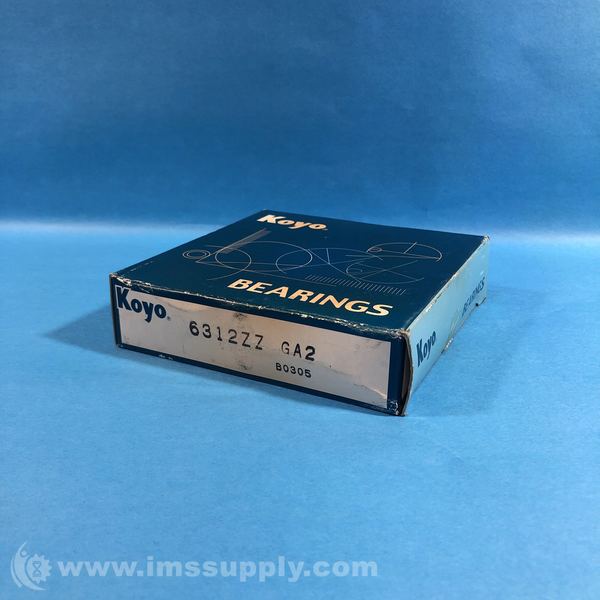 Koyo®
BEARINGS
Koyo®
6312ZZ GA2
B0305
Koyo
www.imssupply.com